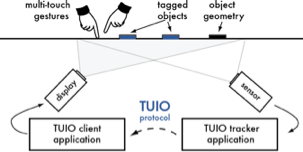 multi-touch
gestures
tagged
objects
object
geometry
display
sensor
TUIO
protocol
TUIO client
application
TUIO tracker
application